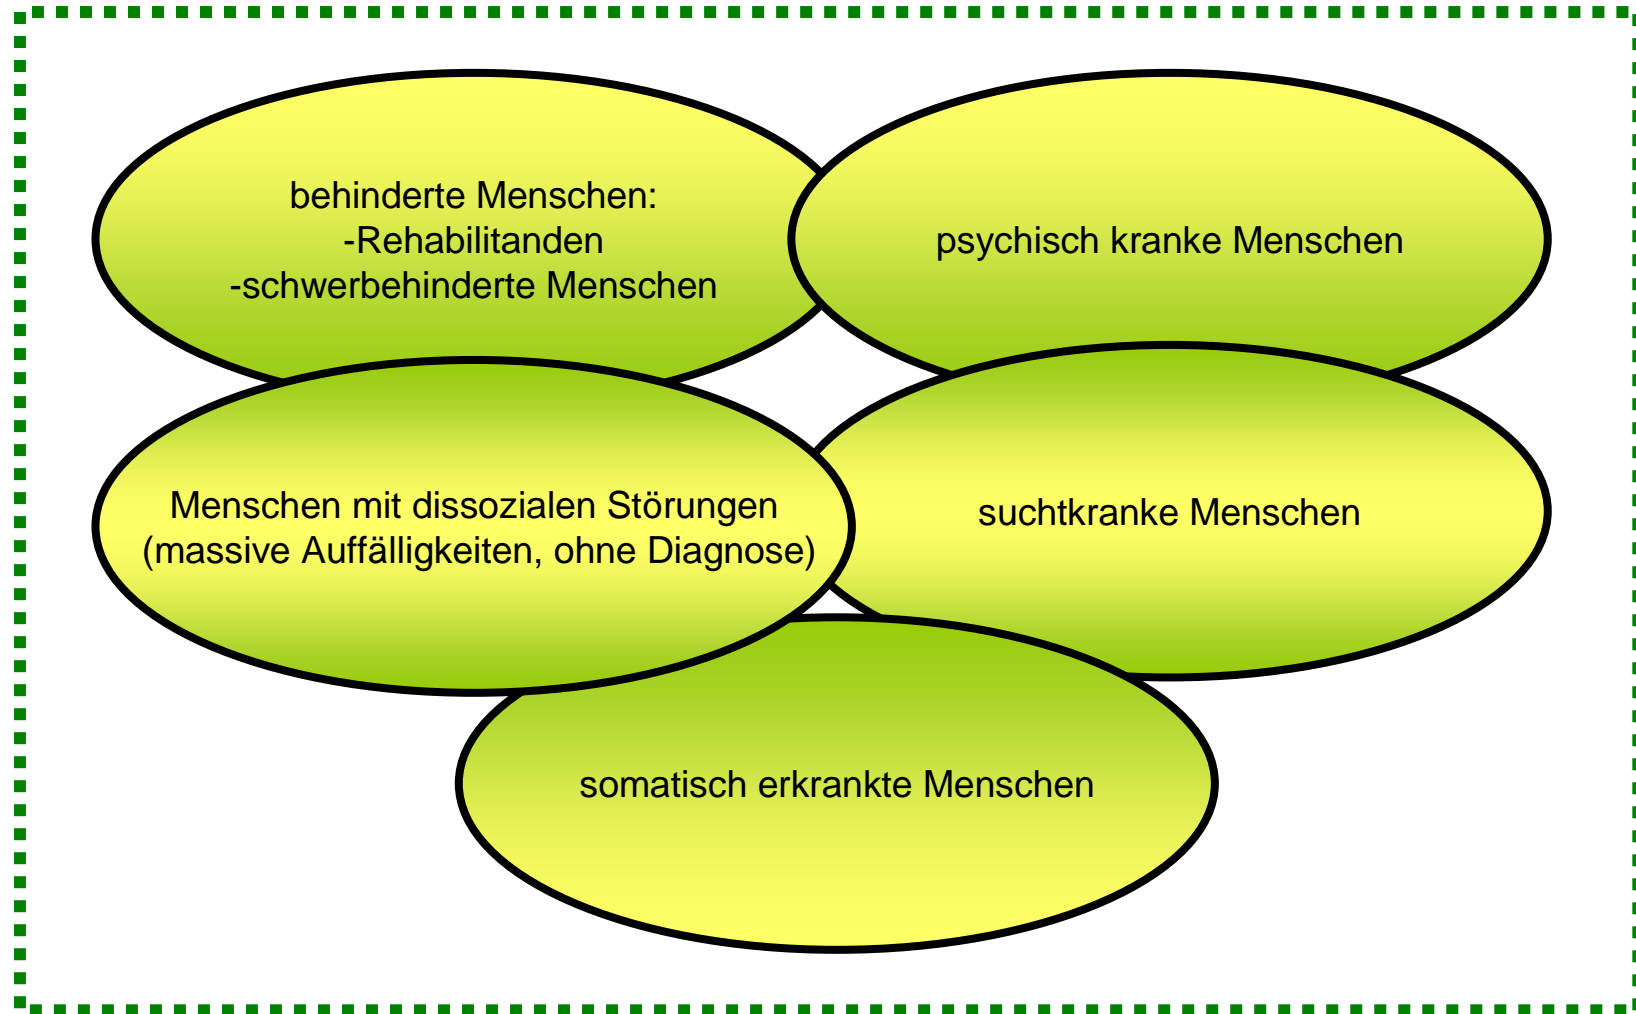 behinderte Menschen:
-Rehabilitanden
-schwerbehinderte Menschen
psychisch kranke Menschen
Menschen mit dissozialen Störungen
(massive Auffälligkeiten, ohne Diagnose)
suchtkranke Menschen
somatisch erkrankte Menschen